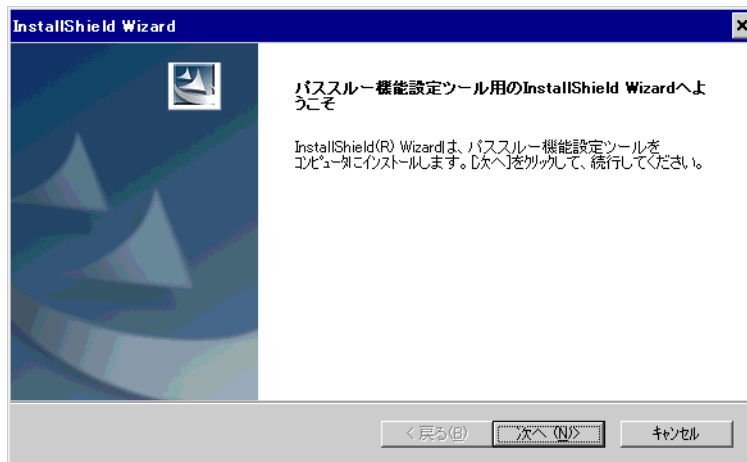 InstallShield Wizard
パススルー機能設定ツール用のInstallShield Wizardへよ
うこそ
InstallShield(R) Wizardは、パススルー機能設定ツールを
コンピュータにインストールします。[次へ]をクリックして、続行してください。
< 戻る(B)
次へ (N)>
キャンセル